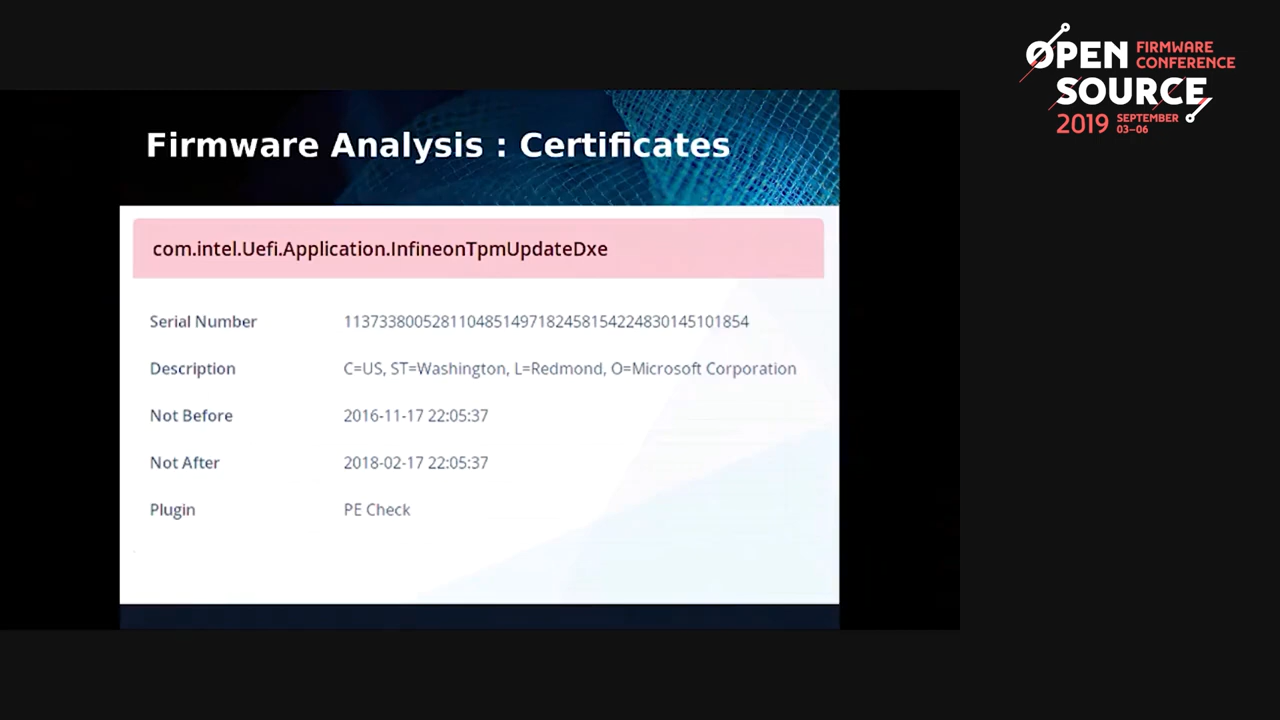 OPEN FIRMWARE CONFERENCE
SOURCE
2019 SEPTEMBER 03–06
Firmware Analysis : Certificates
com.intel.Uefi.Application.InfineonTpmUpdateDxe
Serial Number 1137338005281104851497182458154224830145101854
Description C=US, ST=Washington, L=Redmond, O=Microsoft Corporation
Not Before 2016-11-17 22:05:37
Not After 2018-02-17 22:05:37
Plugin PE Check